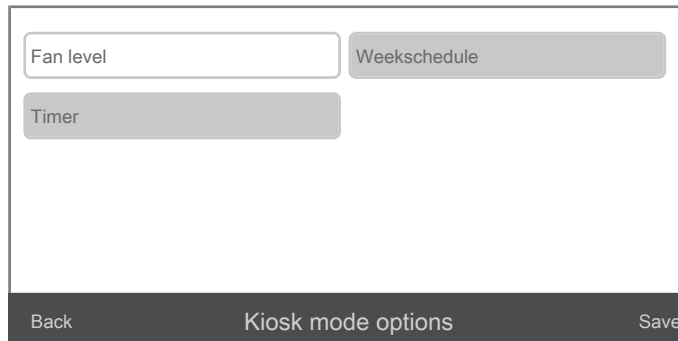 Fan level
Weekschedule
Timer
Back
Kiosk mode options
Save